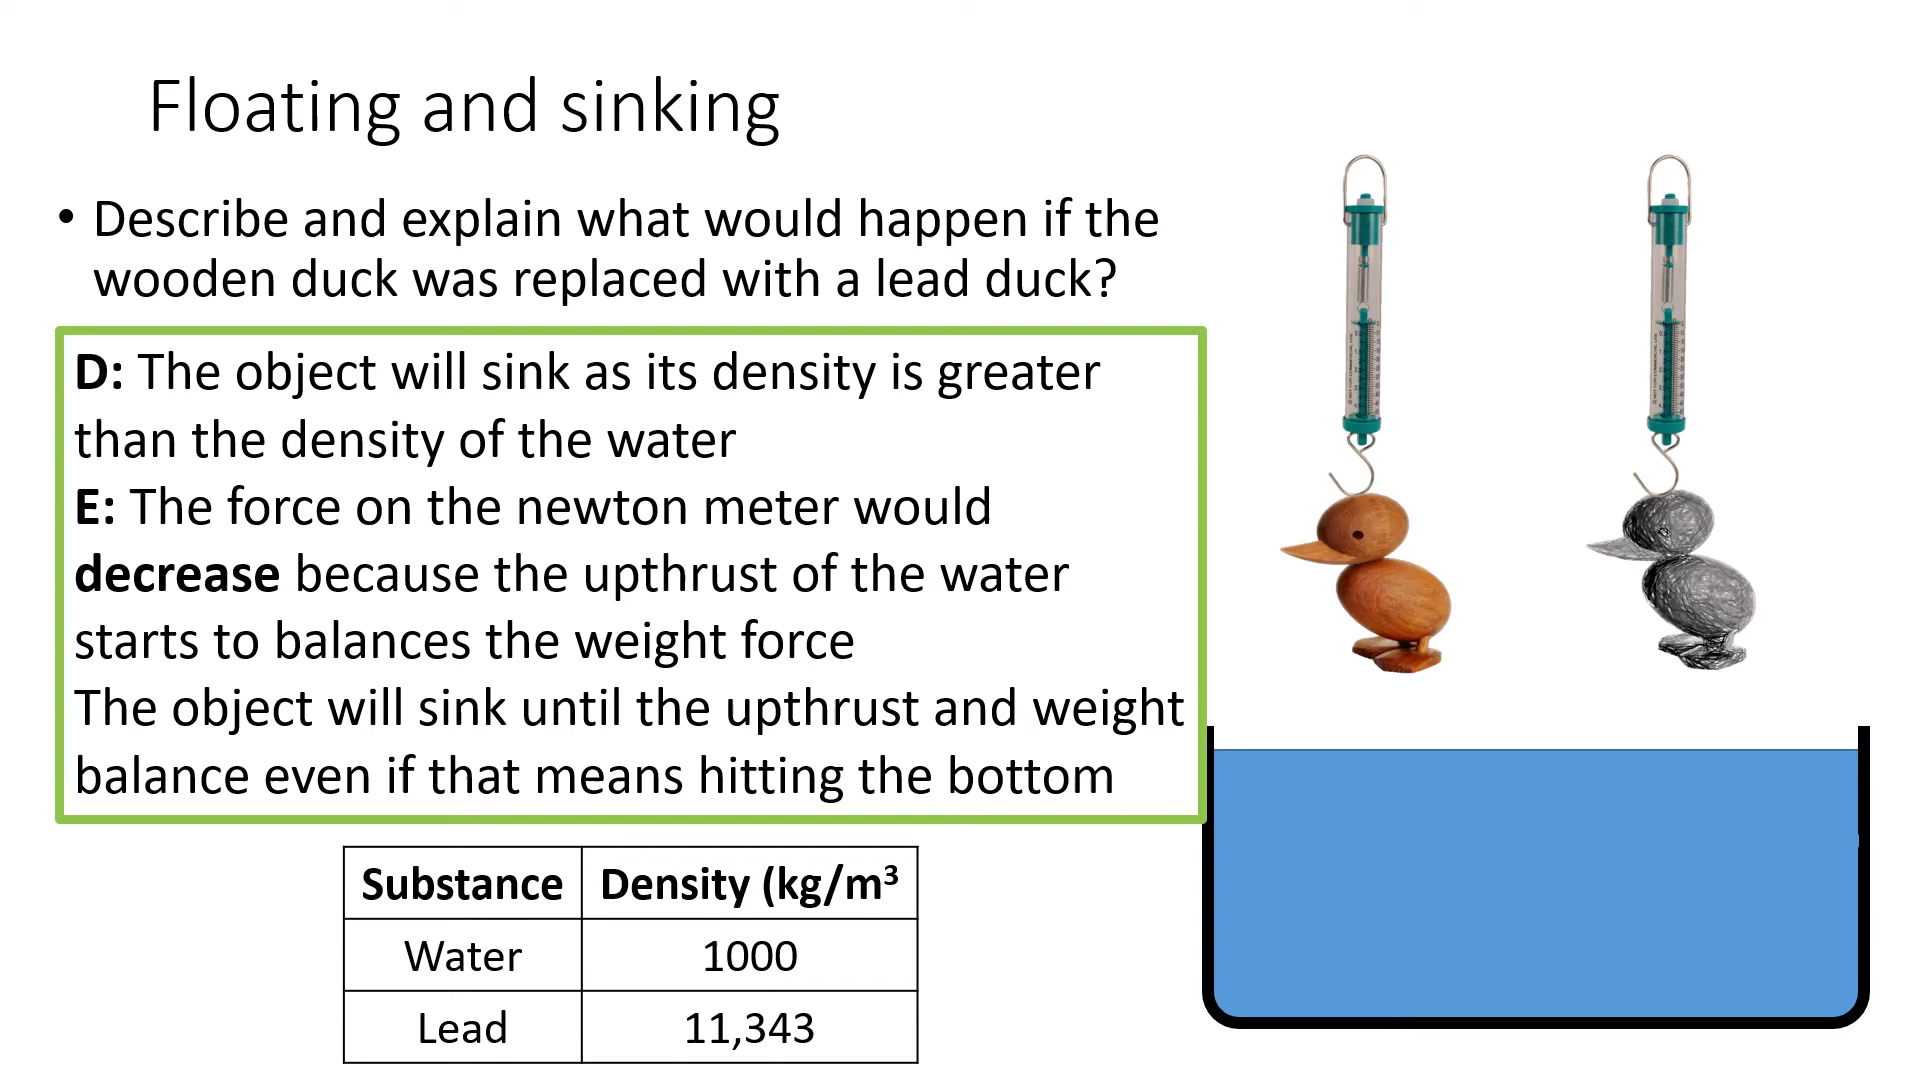 Floating and sinking
• Describe and explain what would happen if the
wooden duck was replaced with a lead duck?
D: The object will sink as its density is greater
than the density of the water
E: The force on the newton meter would
decrease because the upthrust of the water
starts to balances the weight force
The object will sink until the upthrust and weight
balance even if that means hitting the bottom
Substance Density (kg/m³
Water 1000
Lead 11,343